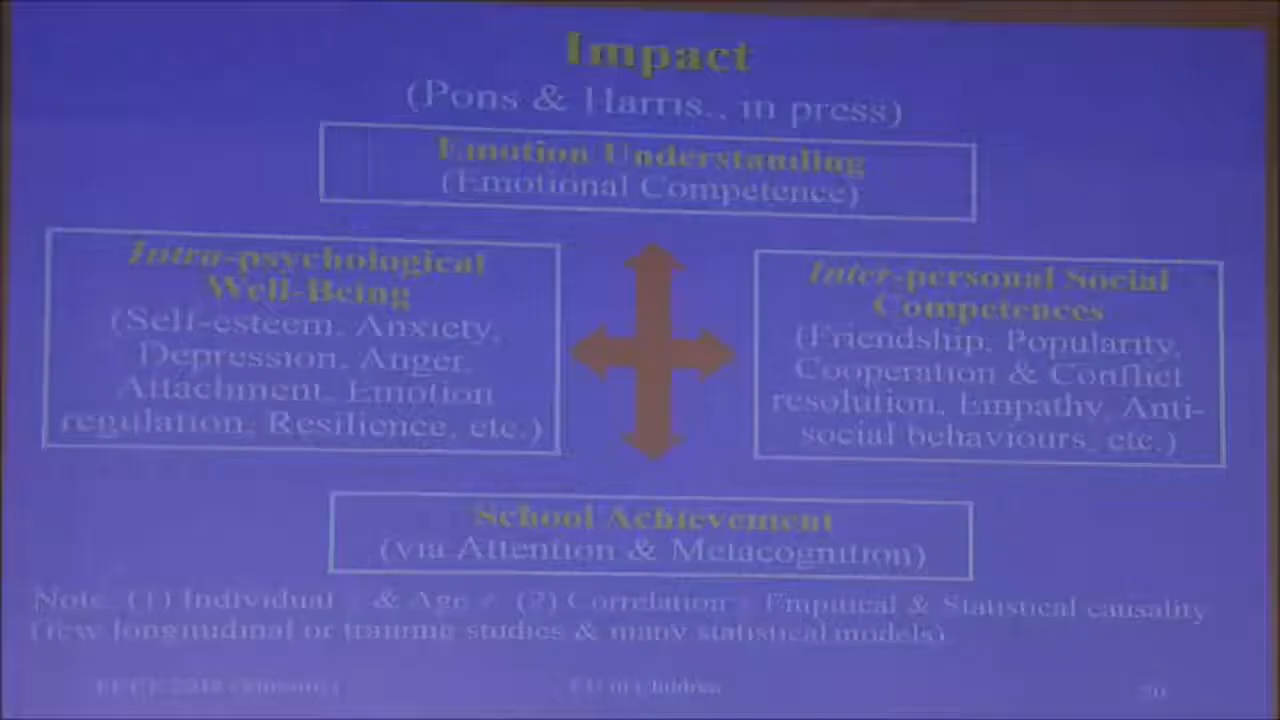 Impact
(Pons & Harris., in press)
Emotion Understanding
(Emotional Competence)
Intra-psychological
Well-Being
(Self-esteem, Anxiety,
Depression, Anger,
Attachment, Emotion
regulation, Resilience, etc.)
Inter-personal Social
Competences
(Friendship, Popularity,
Cooperation & Conflict
resolution, Empathy, Anti-
social behaviours, etc.)
School Achievement
(via Attention & Metacognition)
Note. (1) Individual & Age (2) Correlation Empirical & Statistical causality
(few longitudinal or training studies & many statistical models).
EU in Children
20